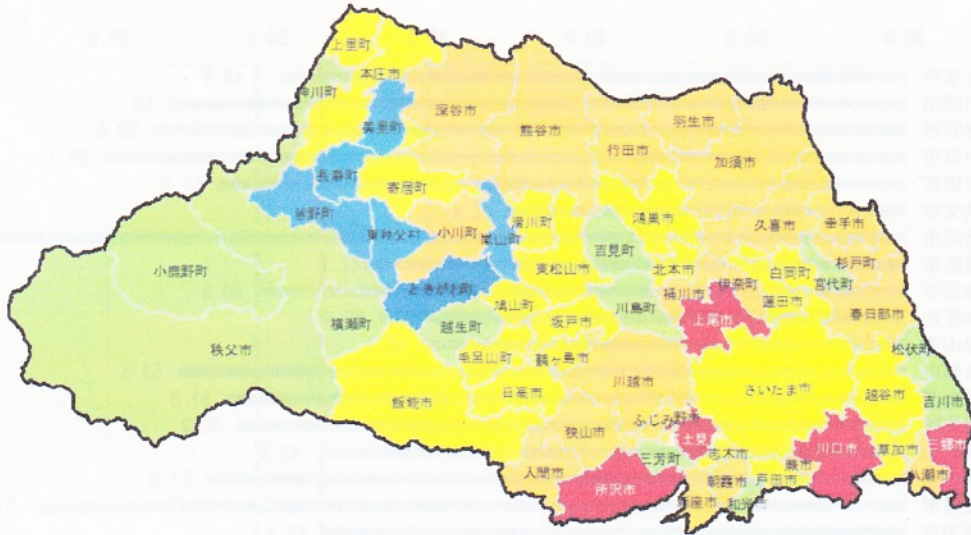 上里町
本庄市
神川町
美里町
深谷市
熊谷市
羽生市
行田市
加須市
長瀞町
寄居町
皆野町
東秩父村
小川町
嵐山町
滑川町
鴻巣市
久喜市
幸手市
吉見町
小鹿野町
東松山市
北本市
白岡町
杉戸町
ときがわ町
桶川市
伊奈町
宮代町
鳩山町
川島町
蓮田市
春日部市
横瀬町
越生町
坂戸市
上尾市
秩父市
毛呂山町
鶴ヶ島市
松伏町
飯能市
日高市
川越市
さいたま市
越谷市
吉川市
ふじみ野市
狭山市
士見
三芳町
志木市
川口市
草加市
三郷市
入間市
所沢市
朝霞市
蕨市
戸田市
八潮市
新座市
和光市